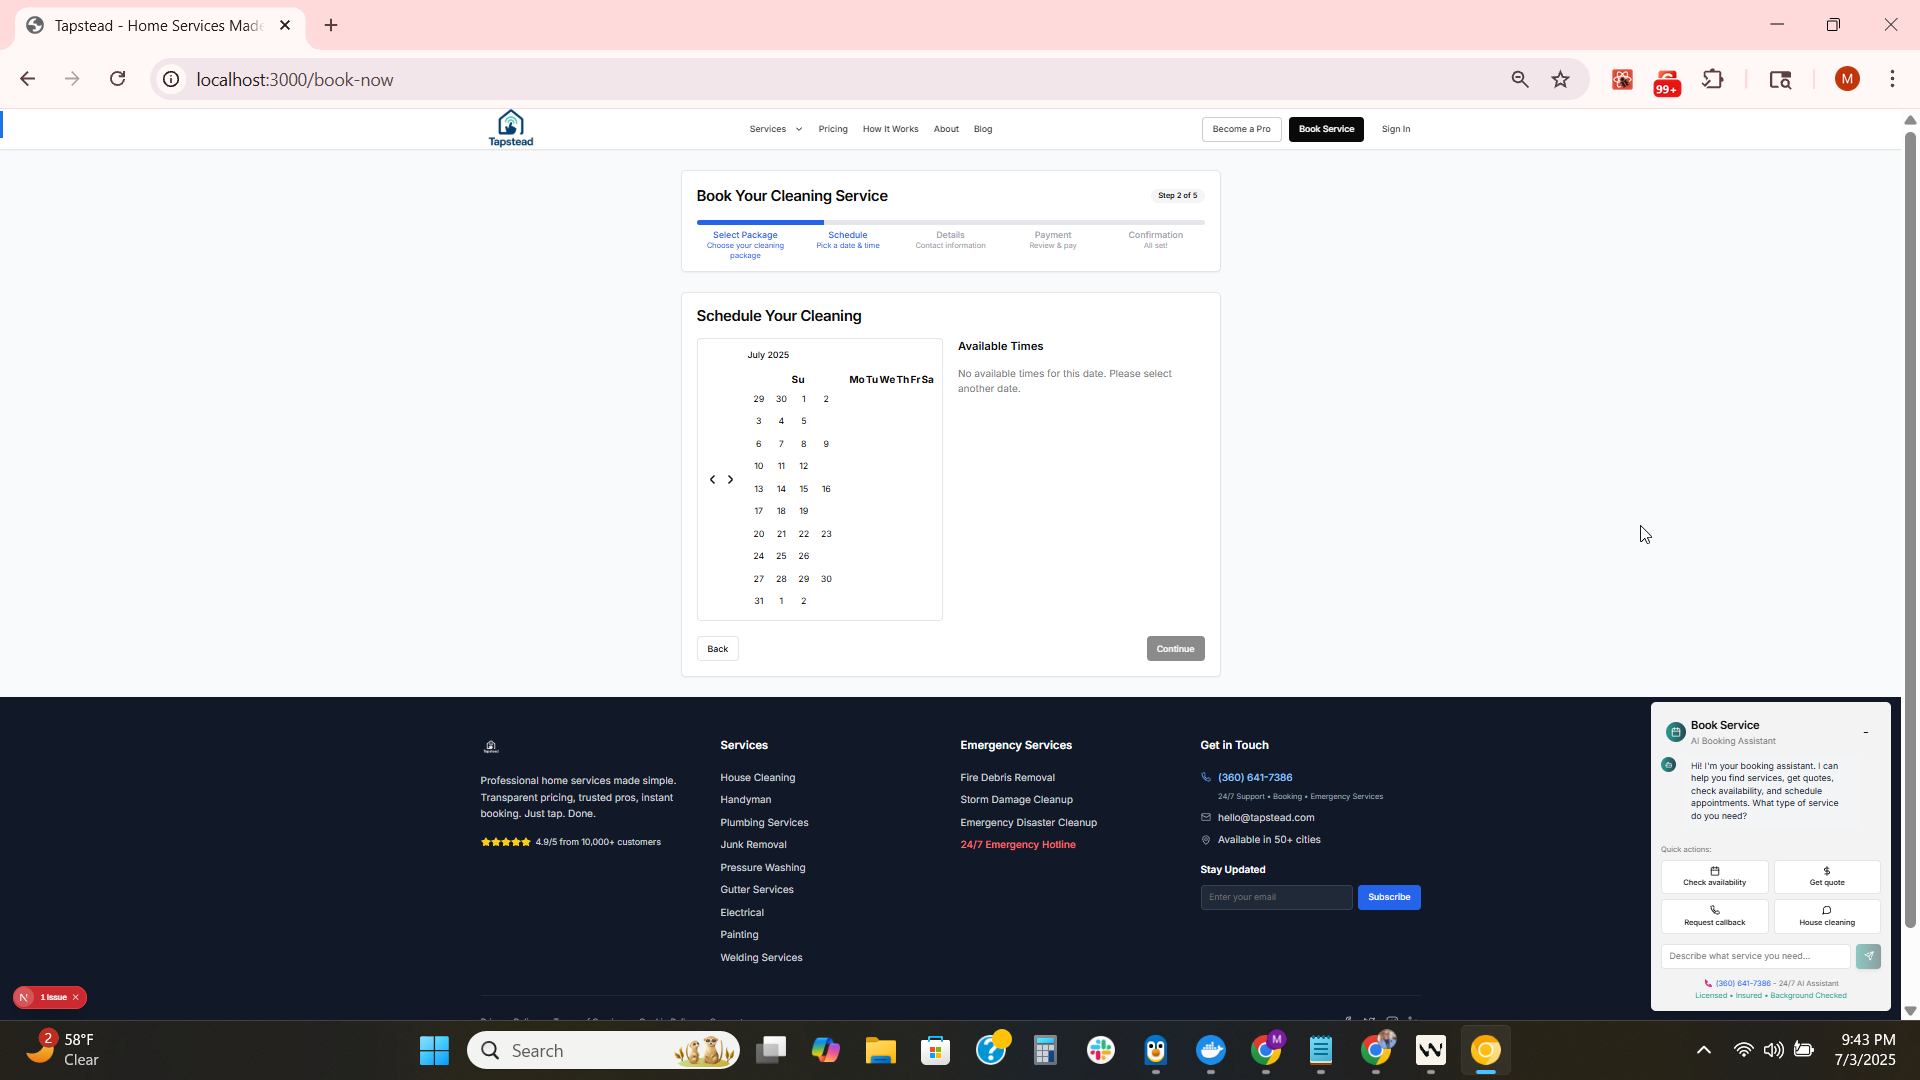 Tapstead - Home Services Made
localhost:3000/book-now
99+
M
Tapstead
Services
Pricing
How It Works
About
Blog
Become a Pro
Book Service
Sign In
Book Your Cleaning Service
Step 2 of 5
Select Package
Choose your cleaning
package
Schedule
Pick a date & time
Details
Contact information
Payment
Review & pay
Confirmation
All set!
Schedule Your Cleaning
July 2025
Su Mo Tu We Th Fr Sa
29 30 1 2
3 4 5
6 7 8 9
10 11 12
13 14 15 16
17 18 19
20 21 22 23
24 25 26
27 28 29 30
31 1 2
Available Times
No available times for this date. Please select
another date.
Back
Continue
Professional home services made simple.
Transparent pricing, trusted pros, instant
booking. Just tap. Done.
4.9/5 from 10,000+ customers
Services
House Cleaning
Handyman
Plumbing Services
Junk Removal
Pressure Washing
Gutter Services
Electrical
Painting
Welding Services
Emergency Services
Fire Debris Removal
Storm Damage Cleanup
Emergency Disaster Cleanup
24/7 Emergency Hotline
Get in Touch
(360) 641-7386
24/7 Support • Booking • Emergency Services
hello@tapstead.com
Available in 50+ cities
Stay Updated
Enter your email
Subscribe
Book Service
AI Booking Assistant
-
Hi! I'm your booking assistant. I can
help you find services, get quotes,
check availability, and schedule
appointments. What type of service
do you need?
Quick actions:
Check availability
Get quote
Request callback
House cleaning
Describe what service you need...
(360) 641-7386 - 24/7 AI Assistant
Licensed • Insured • Background Checked
N
1 Issue
2
58°F
Clear
Search
M
9:43 PM
7/3/2025